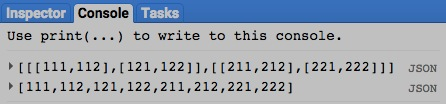 Inspector Console Tasks
Use print(...) to write to this console.
[[[111,112],[121,122]],[[211,212],[221,222]]] JSON
[111,112,121,122,211,212,221,222] JSON